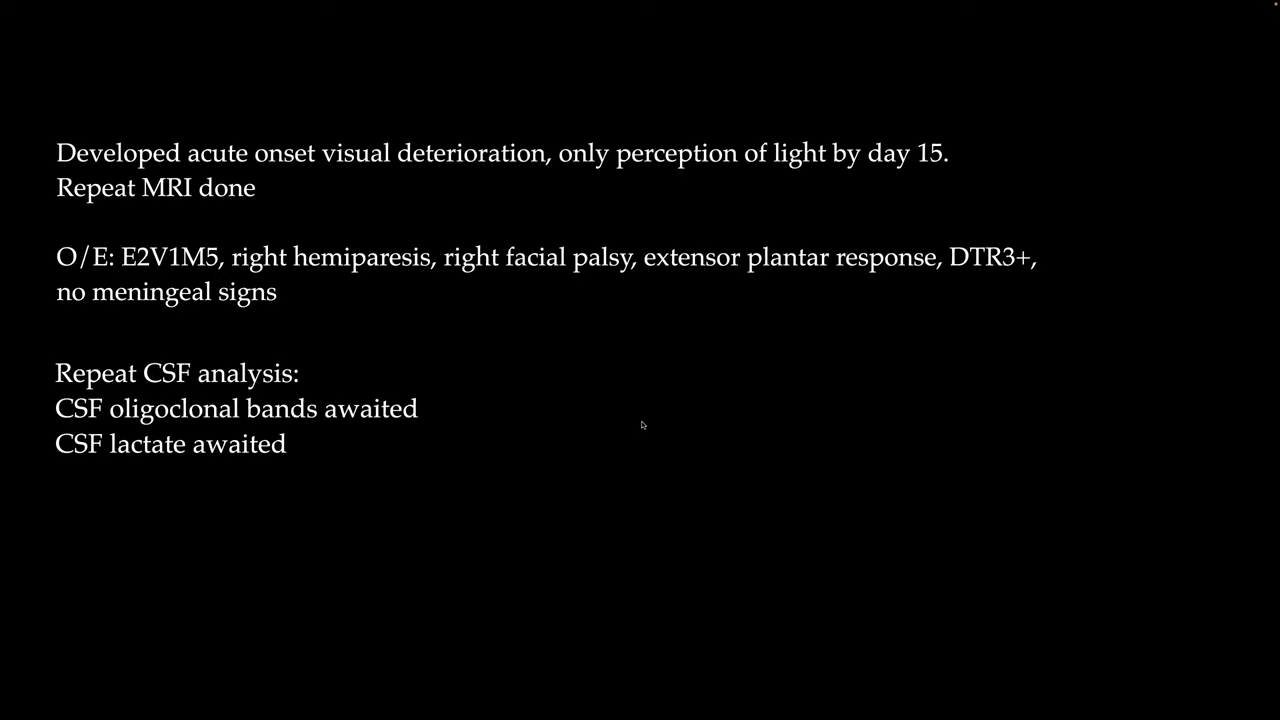 Developed acute onset visual deterioration, only perception of light by day 15.
Repeat MRI done
O/E: E2V1M5, right hemiparesis, right facial palsy, extensor plantar response, DTR3+,
no meningeal signs
Repeat CSF analysis:
CSF oligoclonal bands awaited
CSF lactate awaited